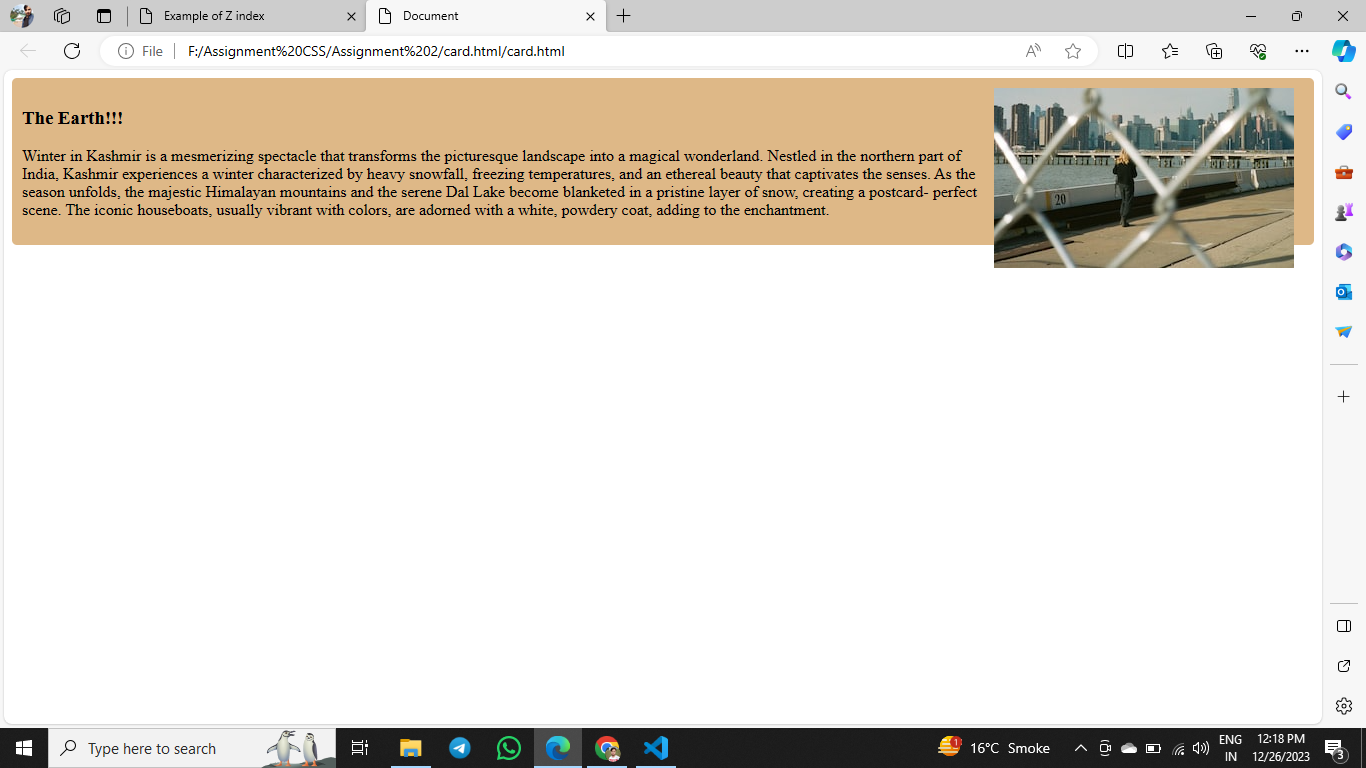 Example of Z index
Document
File
F:/Assignment%20CSS/Assignment%202/card.html/card.html
The Earth!!!
Winter in Kashmir is a mesmerizing spectacle that transforms the picturesque landscape into a magical wonderland. Nestled in the northern part of
India, Kashmir experiences a winter characterized by heavy snowfall, freezing temperatures, and an ethereal beauty that captivates the senses. As the
season unfolds, the majestic Himalayan mountains and the serene Dal Lake become blanketed in a pristine layer of snow, creating a postcard- perfect
scene. The iconic houseboats, usually vibrant with colors, are adorned with a white, powdery coat, adding to the enchantment.
20
Type here to search
1
16°C Smoke
ENG
IN
12:18 PM
12/26/2023
3